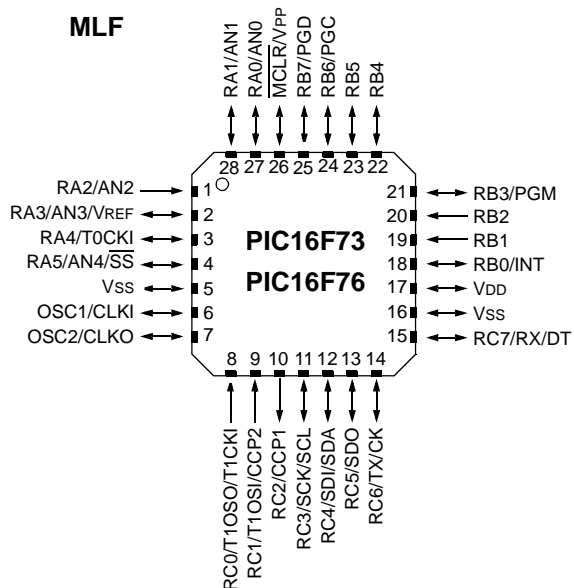 MLF
RA1/AN1
RA0/AN0
MCLR/VPP
RB7/PGD
RB6/PGC
RB5
RB4
28 27 26 25 24 23 22
RA2/AN2 1
RA3/AN3/VREF 2
RA4/T0CKI 3
RA5/AN4/SS 4
VSS 5
OSC1/CLKI 6
OSC2/CLKO 7
PIC16F73
PIC16F76
21 RB3/PGM
20 RB2
19 RB1
18 RB0/INT
17 VDD
16 VSS
15 RC7/RX/DT
8 9 10 11 12 13 14
RC0/T1OSO/T1CKI
RC1/T1OSI/CCP2
RC2/CCP1
RC3/SCK/SCL
RC4/SDI/SDA
RC5/SDO
RC6/TX/CK